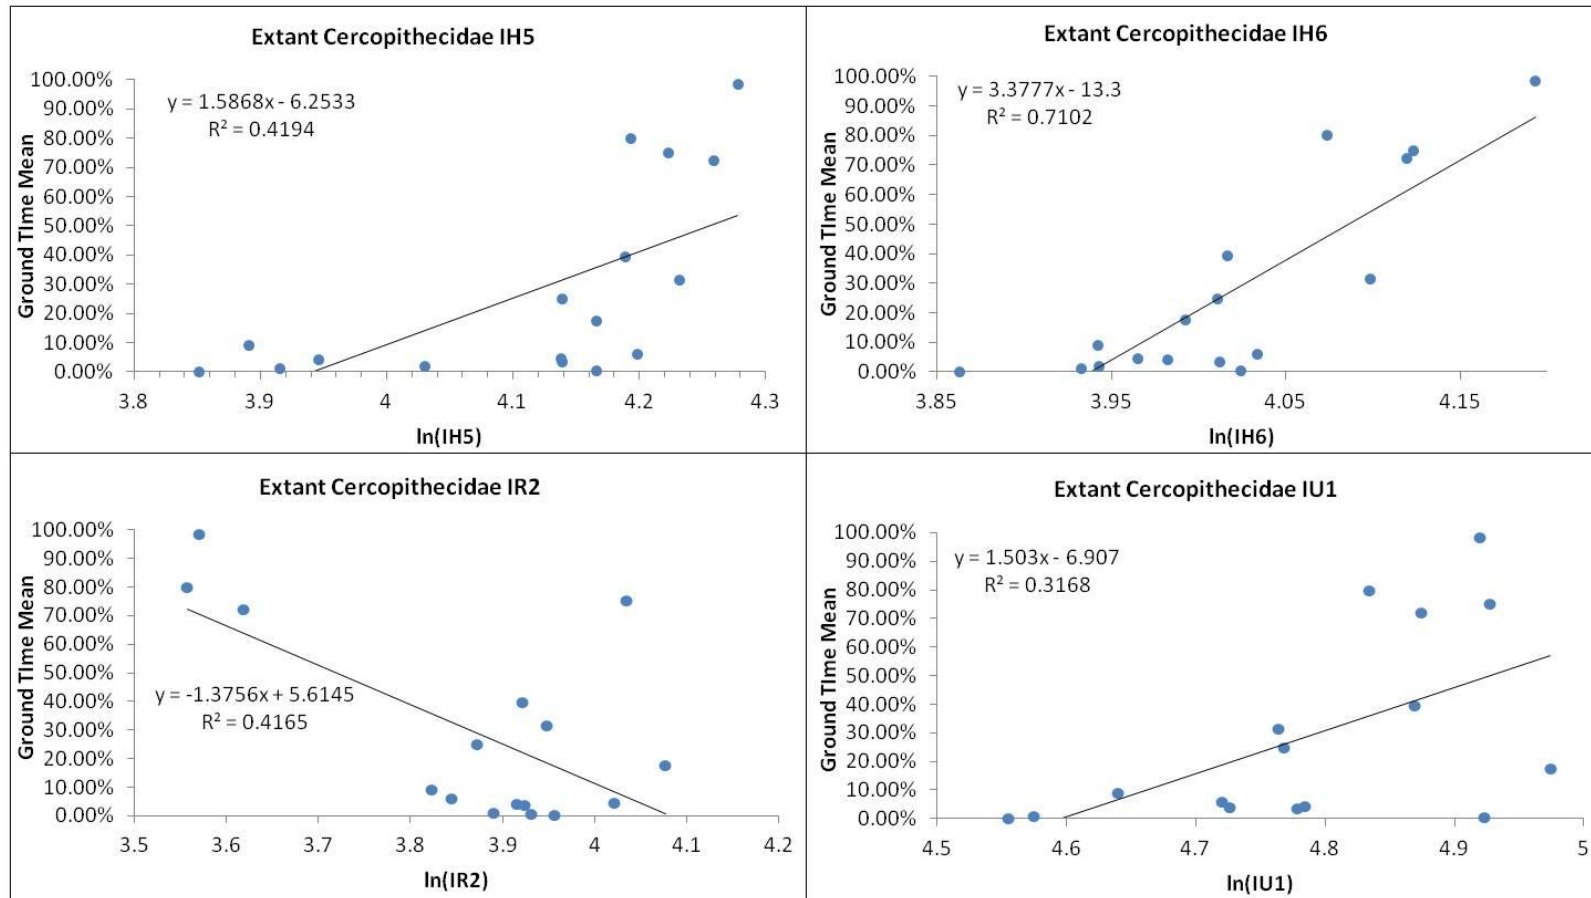 Extant Cercopithecidae IH5
y = 1.5868x - 6.2533
R² = 0.4194
Ground TIme Mean
100.00%
90.00%
80.00%
70.00%
60.00%
50.00%
40.00%
30.00%
20.00%
10.00%
0.00%
3.8 3.9 4 4.1 4.2 4.3
ln(IH5)
Extant Cercopithecidae IH6
y = 3.3777x - 13.3
R² = 0.7102
Ground TIme Mean
100.00%
90.00%
80.00%
70.00%
60.00%
50.00%
40.00%
30.00%
20.00%
10.00%
0.00%
3.85 3.95 4.05 4.15
ln(IH6)
Extant Cercopithecidae IR2
y = -1.3756x + 5.6145
R² = 0.4165
Ground TIme Mean
100.00%
90.00%
80.00%
70.00%
60.00%
50.00%
40.00%
30.00%
20.00%
10.00%
0.00%
3.5 3.6 3.7 3.8 3.9 4 4.1 4.2
ln(IR2)
Extant Cercopithecidae IU1
y = 1.503x - 6.907
R² = 0.3168
Ground TIme Mean
100.00%
90.00%
80.00%
70.00%
60.00%
50.00%
40.00%
30.00%
20.00%
10.00%
0.00%
4.5 4.6 4.7 4.8 4.9 5
ln(IU1)